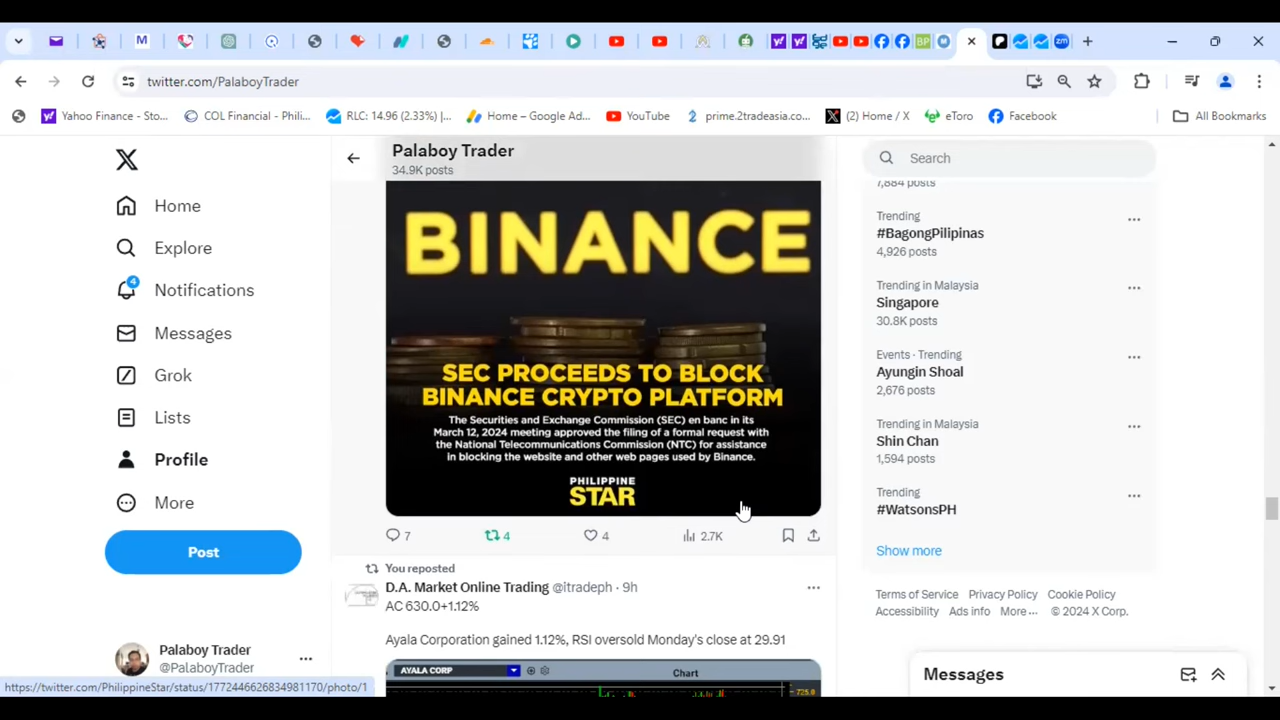 twitter.com/PalaboyTrader
Yahoo Finance - Sto...
COL Financial - Phili...
RLC: 14.96 (2.33%) |...
Home – Google Ad...
YouTube
prime.2tradeasia.co...
(2) Home / X
eToro
Facebook
All Bookmarks
Home
Explore
4
Notifications
Messages
Grok
Lists
Profile
More
Post
Palaboy Trader
@PalaboyTrader
https://twitter.com/PhilippineStar/status/1772446626834981170/photo/1
Palaboy Trader
34.9K posts
BINANCE
SEC PROCEEDS TO BLOCK
BINANCE CRYPTO PLATFORM
The Securities and Exchange Commission (SEC) en banc in its
March 12, 2024 meeting approved the filing of a formal request with
the National Telecommunications Commission (NTC) for assistance
in blocking the website and other web pages used by Binance.
PHILIPPINE
STAR
7
4
4
2.7K
You reposted
D.A. Market Online Trading @itradeph · 9h
AC 630.0+1.12%
Ayala Corporation gained 1.12%, RSI oversold Monday's close at 29.91
AYALA CORP
Chart
725.0
Search
7,884 posts
Trending
#BagongPilipinas
4,926 posts
Trending in Malaysia
Singapore
30.8K posts
Events · Trending
Ayungin Shoal
2,676 posts
Trending in Malaysia
Shin Chan
1,594 posts
Trending
#WatsonsPH
Show more
Terms of Service Privacy Policy Cookie Policy
Accessibility Ads info More ... © 2024 X Corp.
Messages